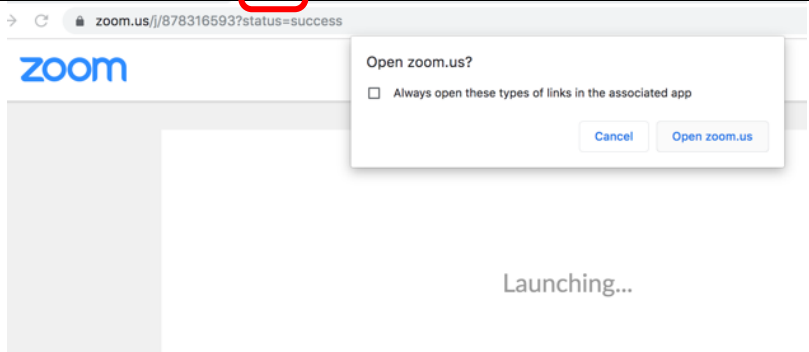 zoom.us/j/878316593?status=success
zoom
Open zoom.us?
Always open these types of links in the associated app
Cancel Open zoom.us
Launching...